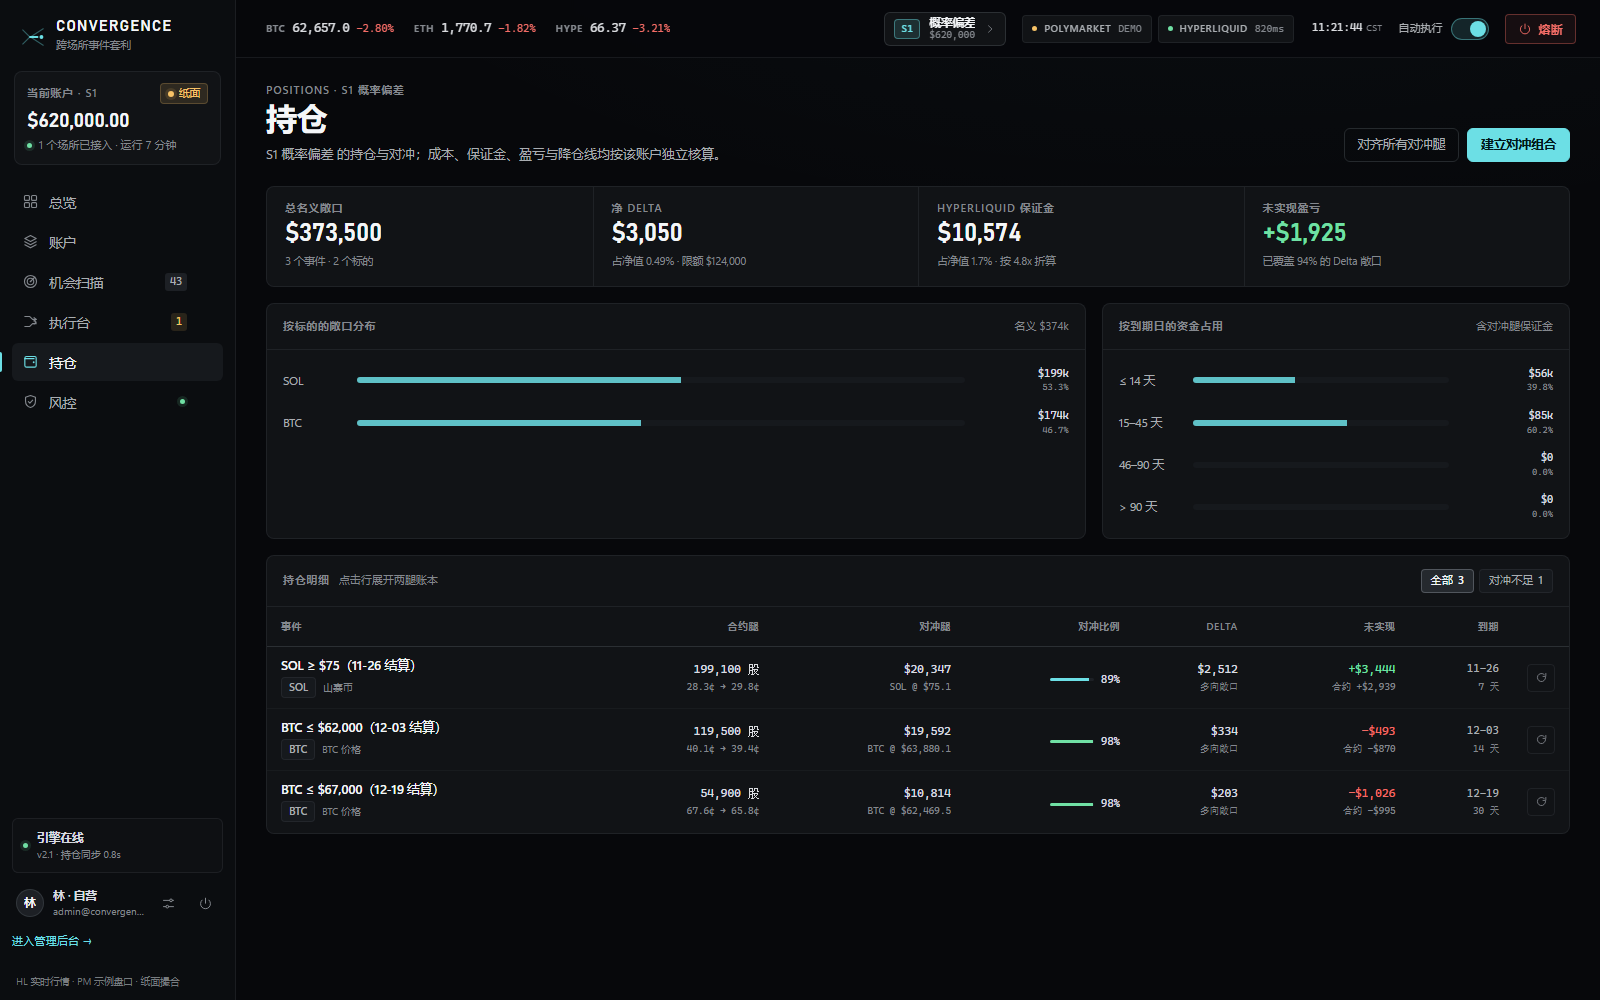 CONVERGENCE
跨场所事件套利
BTC 62,657.0 −2.80% ETH 1,770.7 −1.82% HYPE 66.37 −3.21%
S1 概率偏差 $620,000
POLYMARKET DEMO
HYPERLIQUID 820ms
11:21:44 CST
自动执行
熔断
当前账户 · S1
纸面
$620,000.00
1 个场所已接入 · 运行 7 分钟
总览
账户
机会扫描 43
执行台 1
持仓
风控
引擎在线
v2.1 · 持仓同步 0.8s
林
林 · 自营
admin@convergen...
进入管理后台 →
HL 实时行情 · PM 示例盘口 · 纸面撮合
POSITIONS · S1 概率偏差
持仓
S1 概率偏差 的持仓与对冲；成本、保证金、盈亏与降仓线均按该账户独立核算。
对齐所有对冲腿
建立对冲组合
总名义敞口
$373,500
3 个事件 · 2 个标的
净 DELTA
$3,050
占净值 0.49% · 限额 $124,000
HYPERLIQUID 保证金
$10,574
占净值 1.7% · 按 4.8x 折算
未实现盈亏
+$1,925
已覆盖 94% 的 Delta 敞口
按标的的敞口分布
名义 $374k
SOL $199k
53.3%
BTC $174k
46.7%
按到期日的资金占用
含对冲腿保证金
≤ 14 天 $56k
39.8%
15–45 天 $85k
60.2%
46–90 天 $0
0.0%
> 90 天 $0
0.0%
持仓明细 点击行展开两腿账本
全部 3
对冲不足 1
事件 合约腿 对冲腿 对冲比例 DELTA 未实现 到期
SOL ≥ $75（11-26 结算） 199,100 股 $20,347 89% $2,512 +$3,444 11-26
SOL 山寨币 28.3¢ → 29.8¢ SOL @ $75.1 多向敞口 合约 +$2,939 7 天
BTC ≤ $62,000（12-03 结算） 119,500 股 $19,592 98% $334 −$493 12-03
BTC BTC 价格 40.1¢ → 39.4¢ BTC @ $63,880.1 多向敞口 合约 −$870 14 天
BTC ≤ $67,000（12-19 结算） 54,900 股 $10,814 98% $203 −$1,026 12-19
BTC BTC 价格 67.6¢ → 65.8¢ BTC @ $62,469.5 多向敞口 合约 −$995 30 天